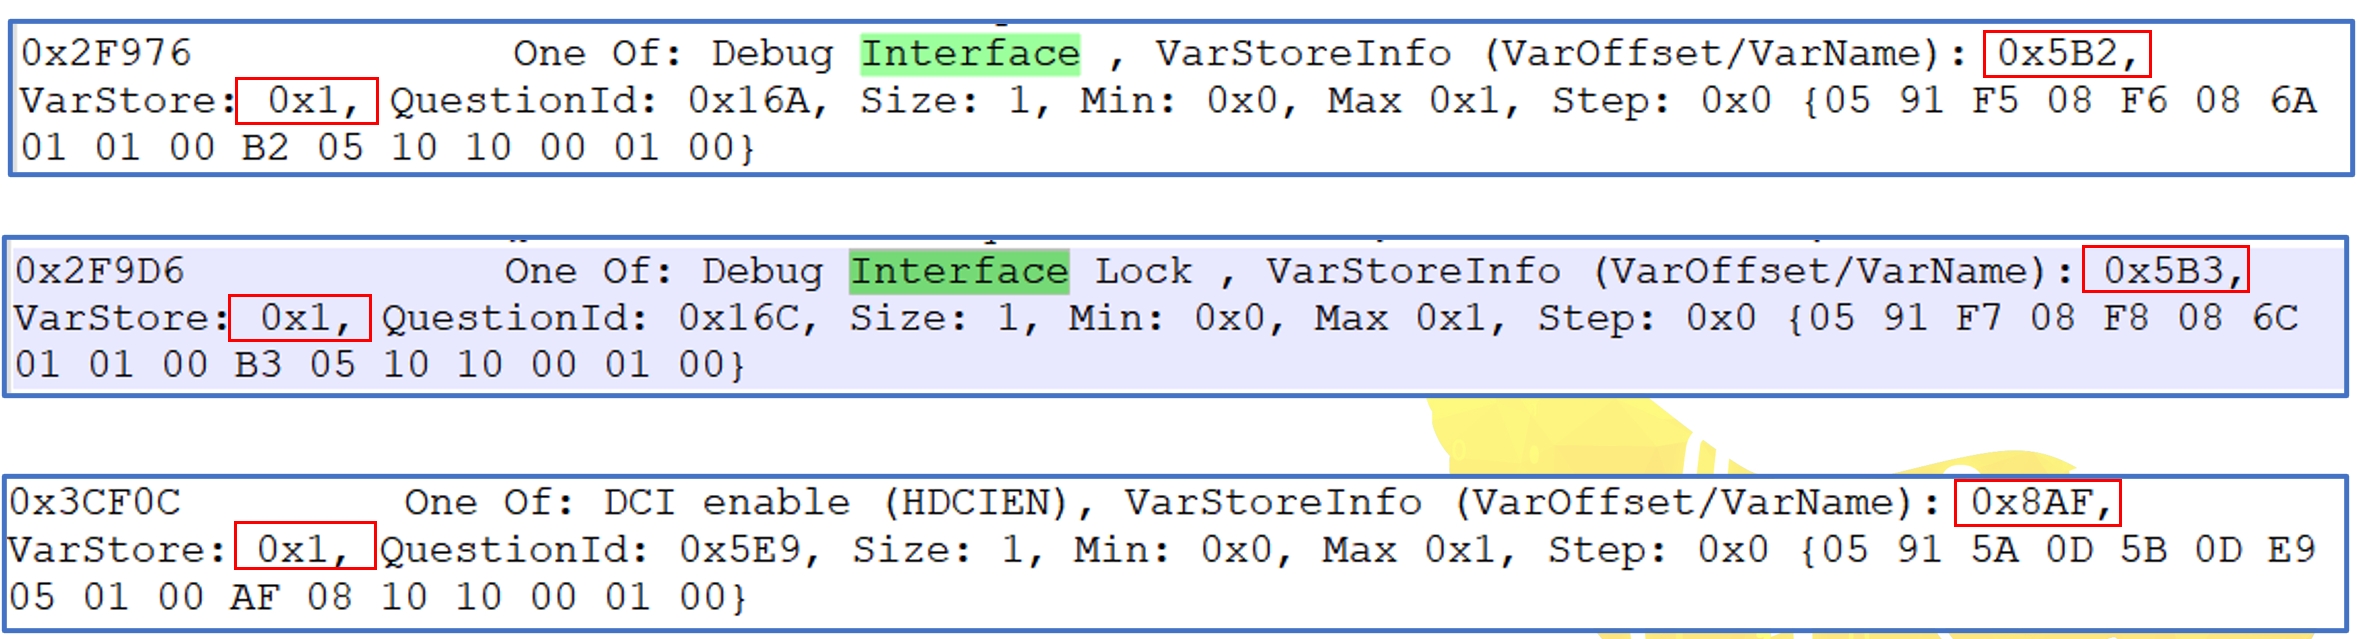 0x2F976 One Of: Debug Interface , VarStoreInfo (VarOffset/VarName): 0x5B2,
VarStore: 0x1, QuestionId: 0x16A, Size: 1, Min: 0x0, Max 0x1, Step: 0x0 {05 91 F5 08 F6 08 6A
01 01 00 B2 05 10 10 00 01 00}
0x2F9D6 One Of: Debug Interface Lock , VarStoreInfo (VarOffset/VarName): 0x5B3,
VarStore: 0x1, QuestionId: 0x16C, Size: 1, Min: 0x0, Max 0x1, Step: 0x0 {05 91 F7 08 F8 08 6C
01 01 00 B3 05 10 10 00 01 00}
0x3CF0C One Of: DCI enable (HDCIEN), VarStoreInfo (VarOffset/VarName): 0x8AF,
VarStore: 0x1, QuestionId: 0x5E9, Size: 1, Min: 0x0, Max 0x1, Step: 0x0 {05 91 5A 0D 5B 0D E9
05 01 00 AF 08 10 10 00 01 00}